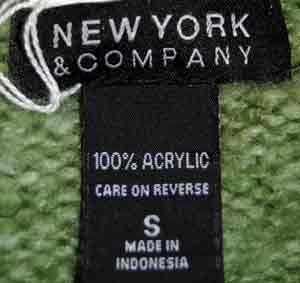 NEW YORK
& COMPANY
100% ACRYLIC
CARE ON REVERSE
S
MADE IN
INDONESIA